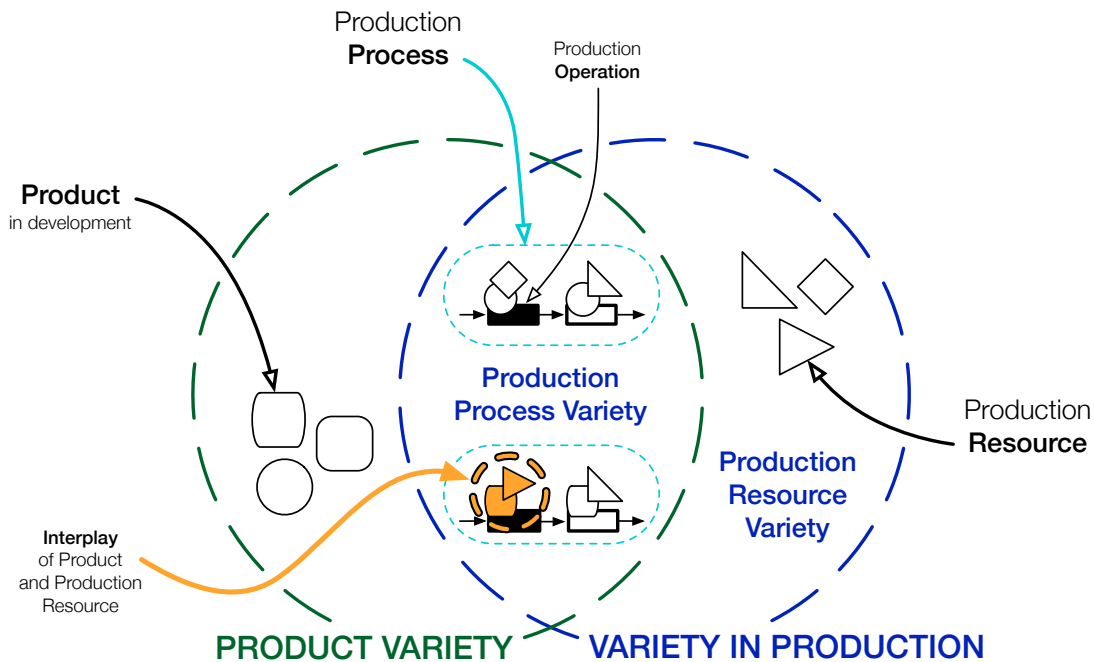 Production
Process
Production
Operation
Product
in development
Production
Process Variety
Production
Resource
Production
Resource
Variety
Interplay
of Product
and Production
Resource
PRODUCT VARIETY
VARIETY IN PRODUCTION